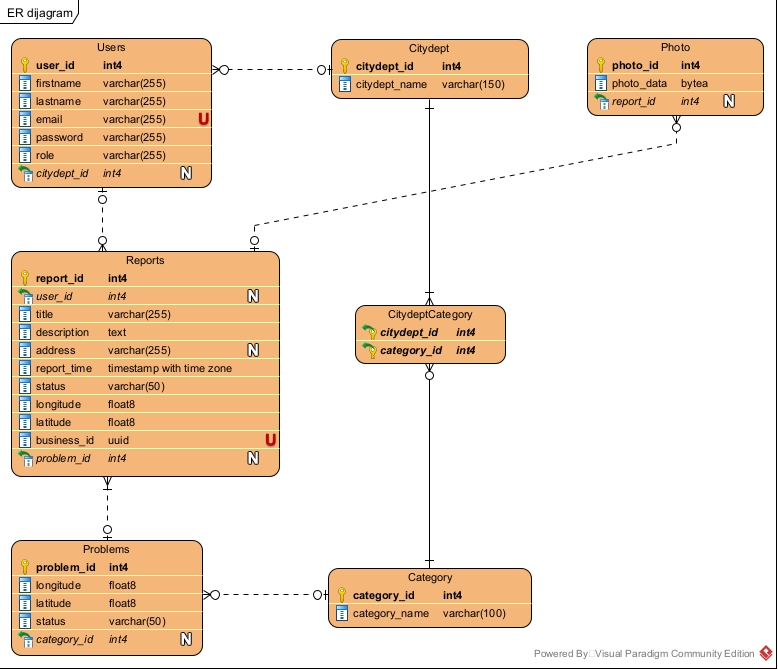 ER dijagram
Users
user_id int4
firstname varchar(255)
lastname varchar(255)
email varchar(255) U
password varchar(255)
role varchar(255)
citydept_id int4 N
Citydept
citydept_id int4
citydept_name varchar(150)
Photo
photo_id int4
photo_data bytea
report_id int4 N
Reports
report_id int4
user_id int4 N
title varchar(255)
description text
address varchar(255) N
report_time timestamp with time zone
status varchar(50)
longitude float8
latitude float8
business_id uuid U
problem_id int4 N
CitydeptCategory
citydept_id int4
category_id int4
Problems
problem_id int4
longitude float8
latitude float8
status varchar(50)
category_id int4 N
Category
category_id int4
category_name varchar(100)
Powered By Visual Paradigm Community Edition